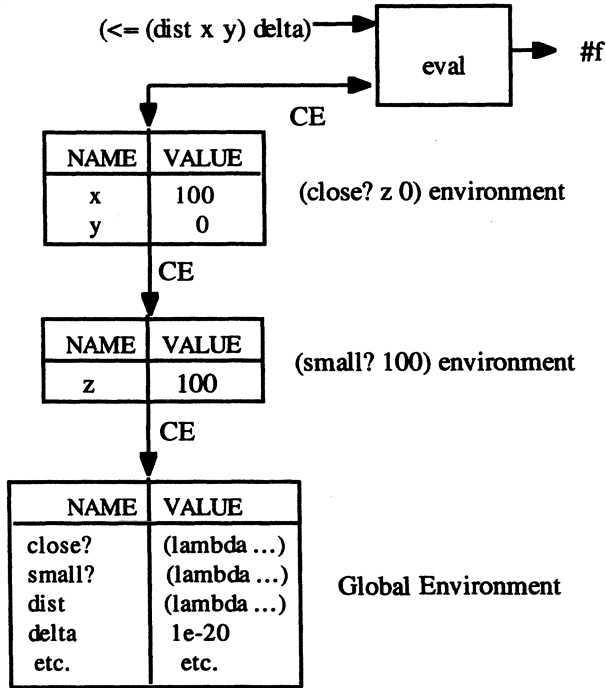 (<= (dist x y) delta)
eval
#f
CE
NAME VALUE
x 100
y 0
(close? z 0) environment
CE
NAME VALUE
z 100
(small? 100) environment
CE
NAME VALUE
close? (lambda ...)
small? (lambda ...)
dist (lambda ...)
delta 1e-20
etc. etc.
Global Environment